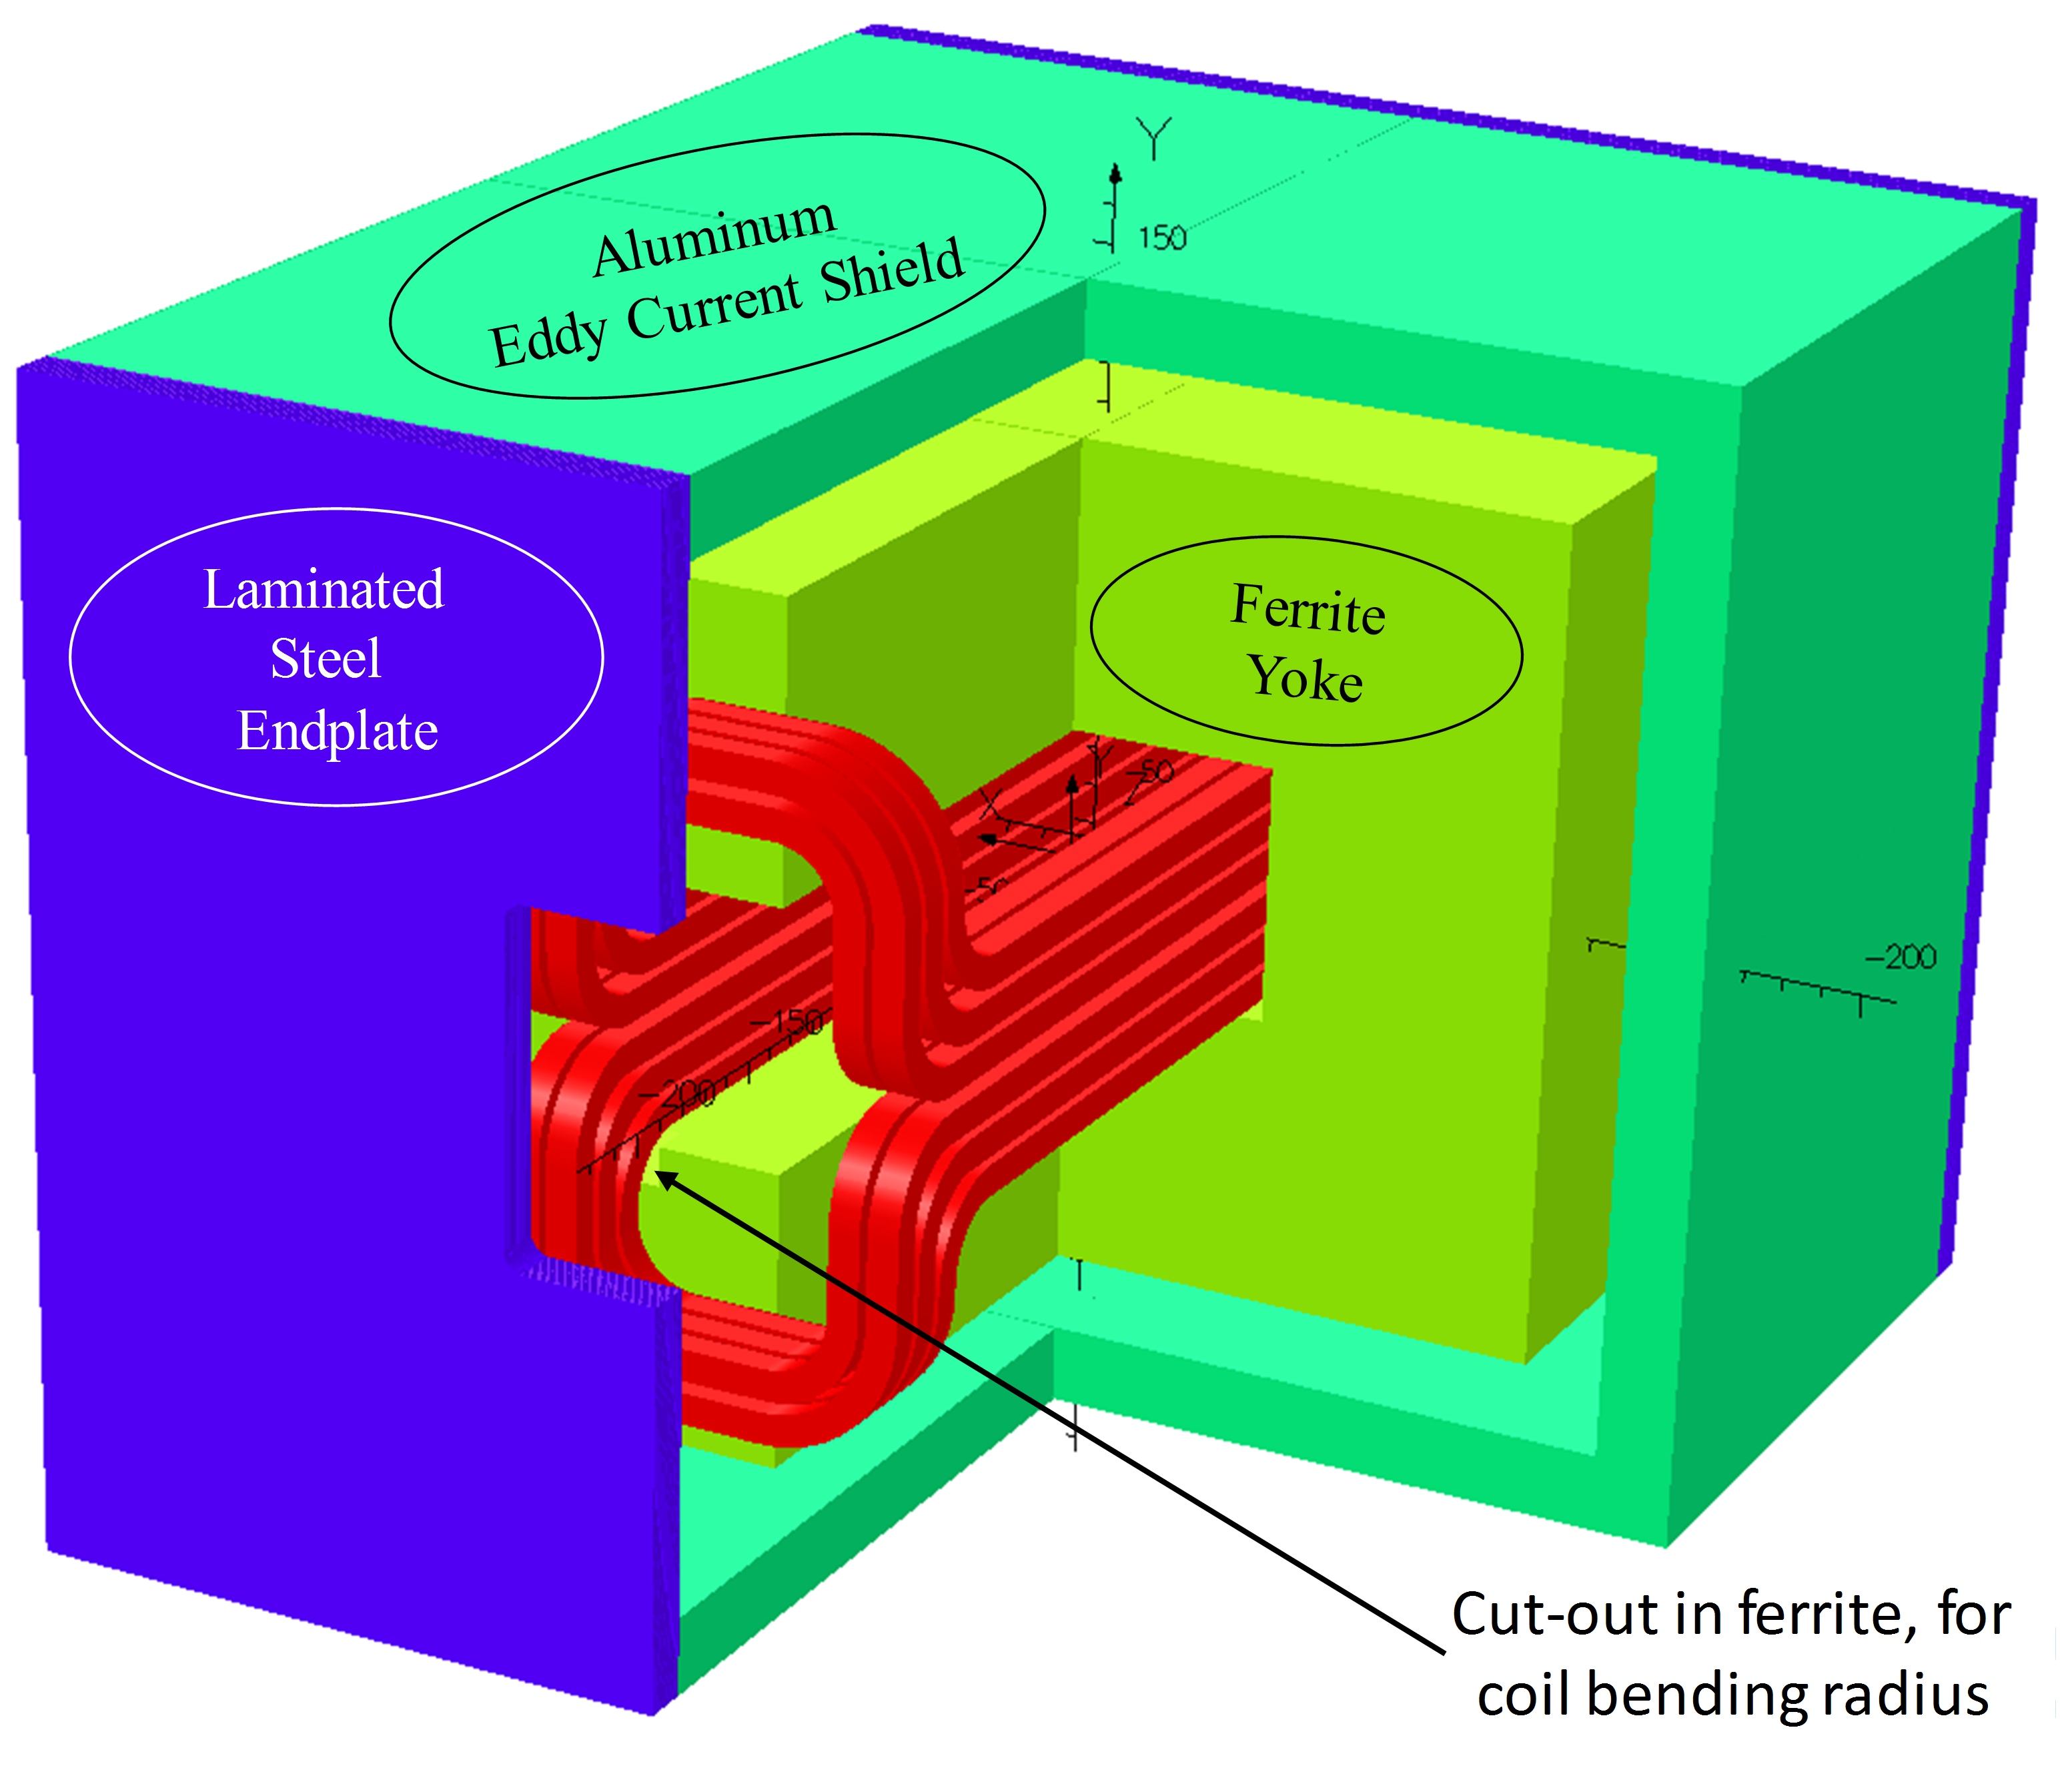 Y
150
Aluminum
Eddy Current Shield
Laminated
Steel
Endplate
Ferrite
Yoke
Y
-50
Z
X
-50
-200
-150
-200
Cut-out in ferrite, for
coil bending radius